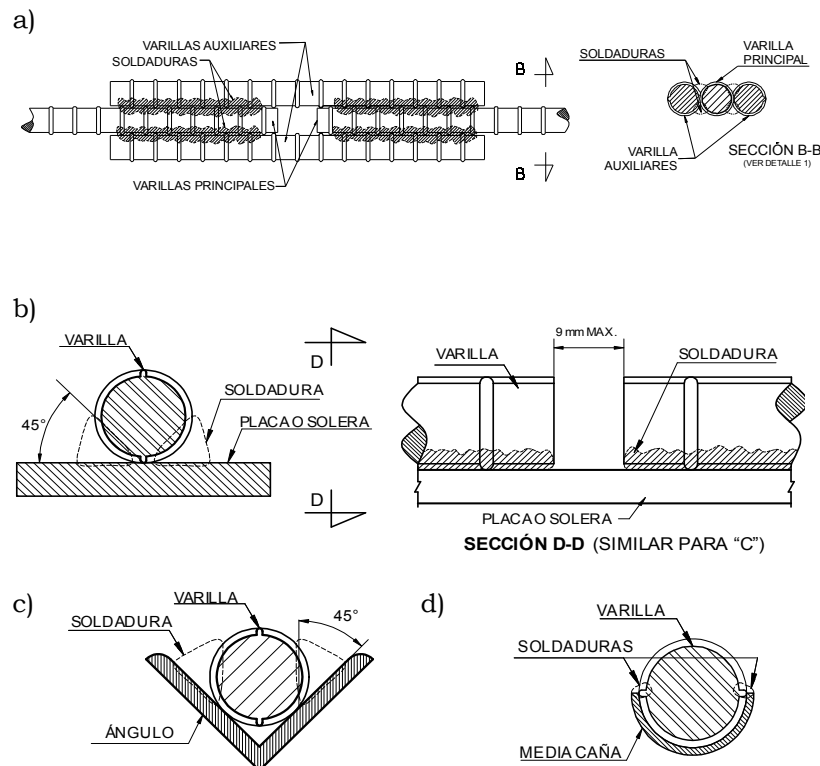 a)
VARILLAS AUXILIARES
SOLDADURAS
VARILLAS PRINCIPALES
B
B
SOLDADURAS
VARILLA
PRINCIPAL
VARILLA
AUXILIARES
SECCIÓN B-B
(VER DETALLE 1)
b)
VARILLA
45°
SOLDADURA
PLACA O SOLERA
D
D
9 mm MAX.
VARILLA
SOLDADURA
PLACA O SOLERA
SECCIÓN D-D (SIMILAR PARA “C”)
c)
VARILLA
SOLDADURA
45°
ÁNGULO
d)
VARILLA
SOLDADURAS
MEDIA CAÑA